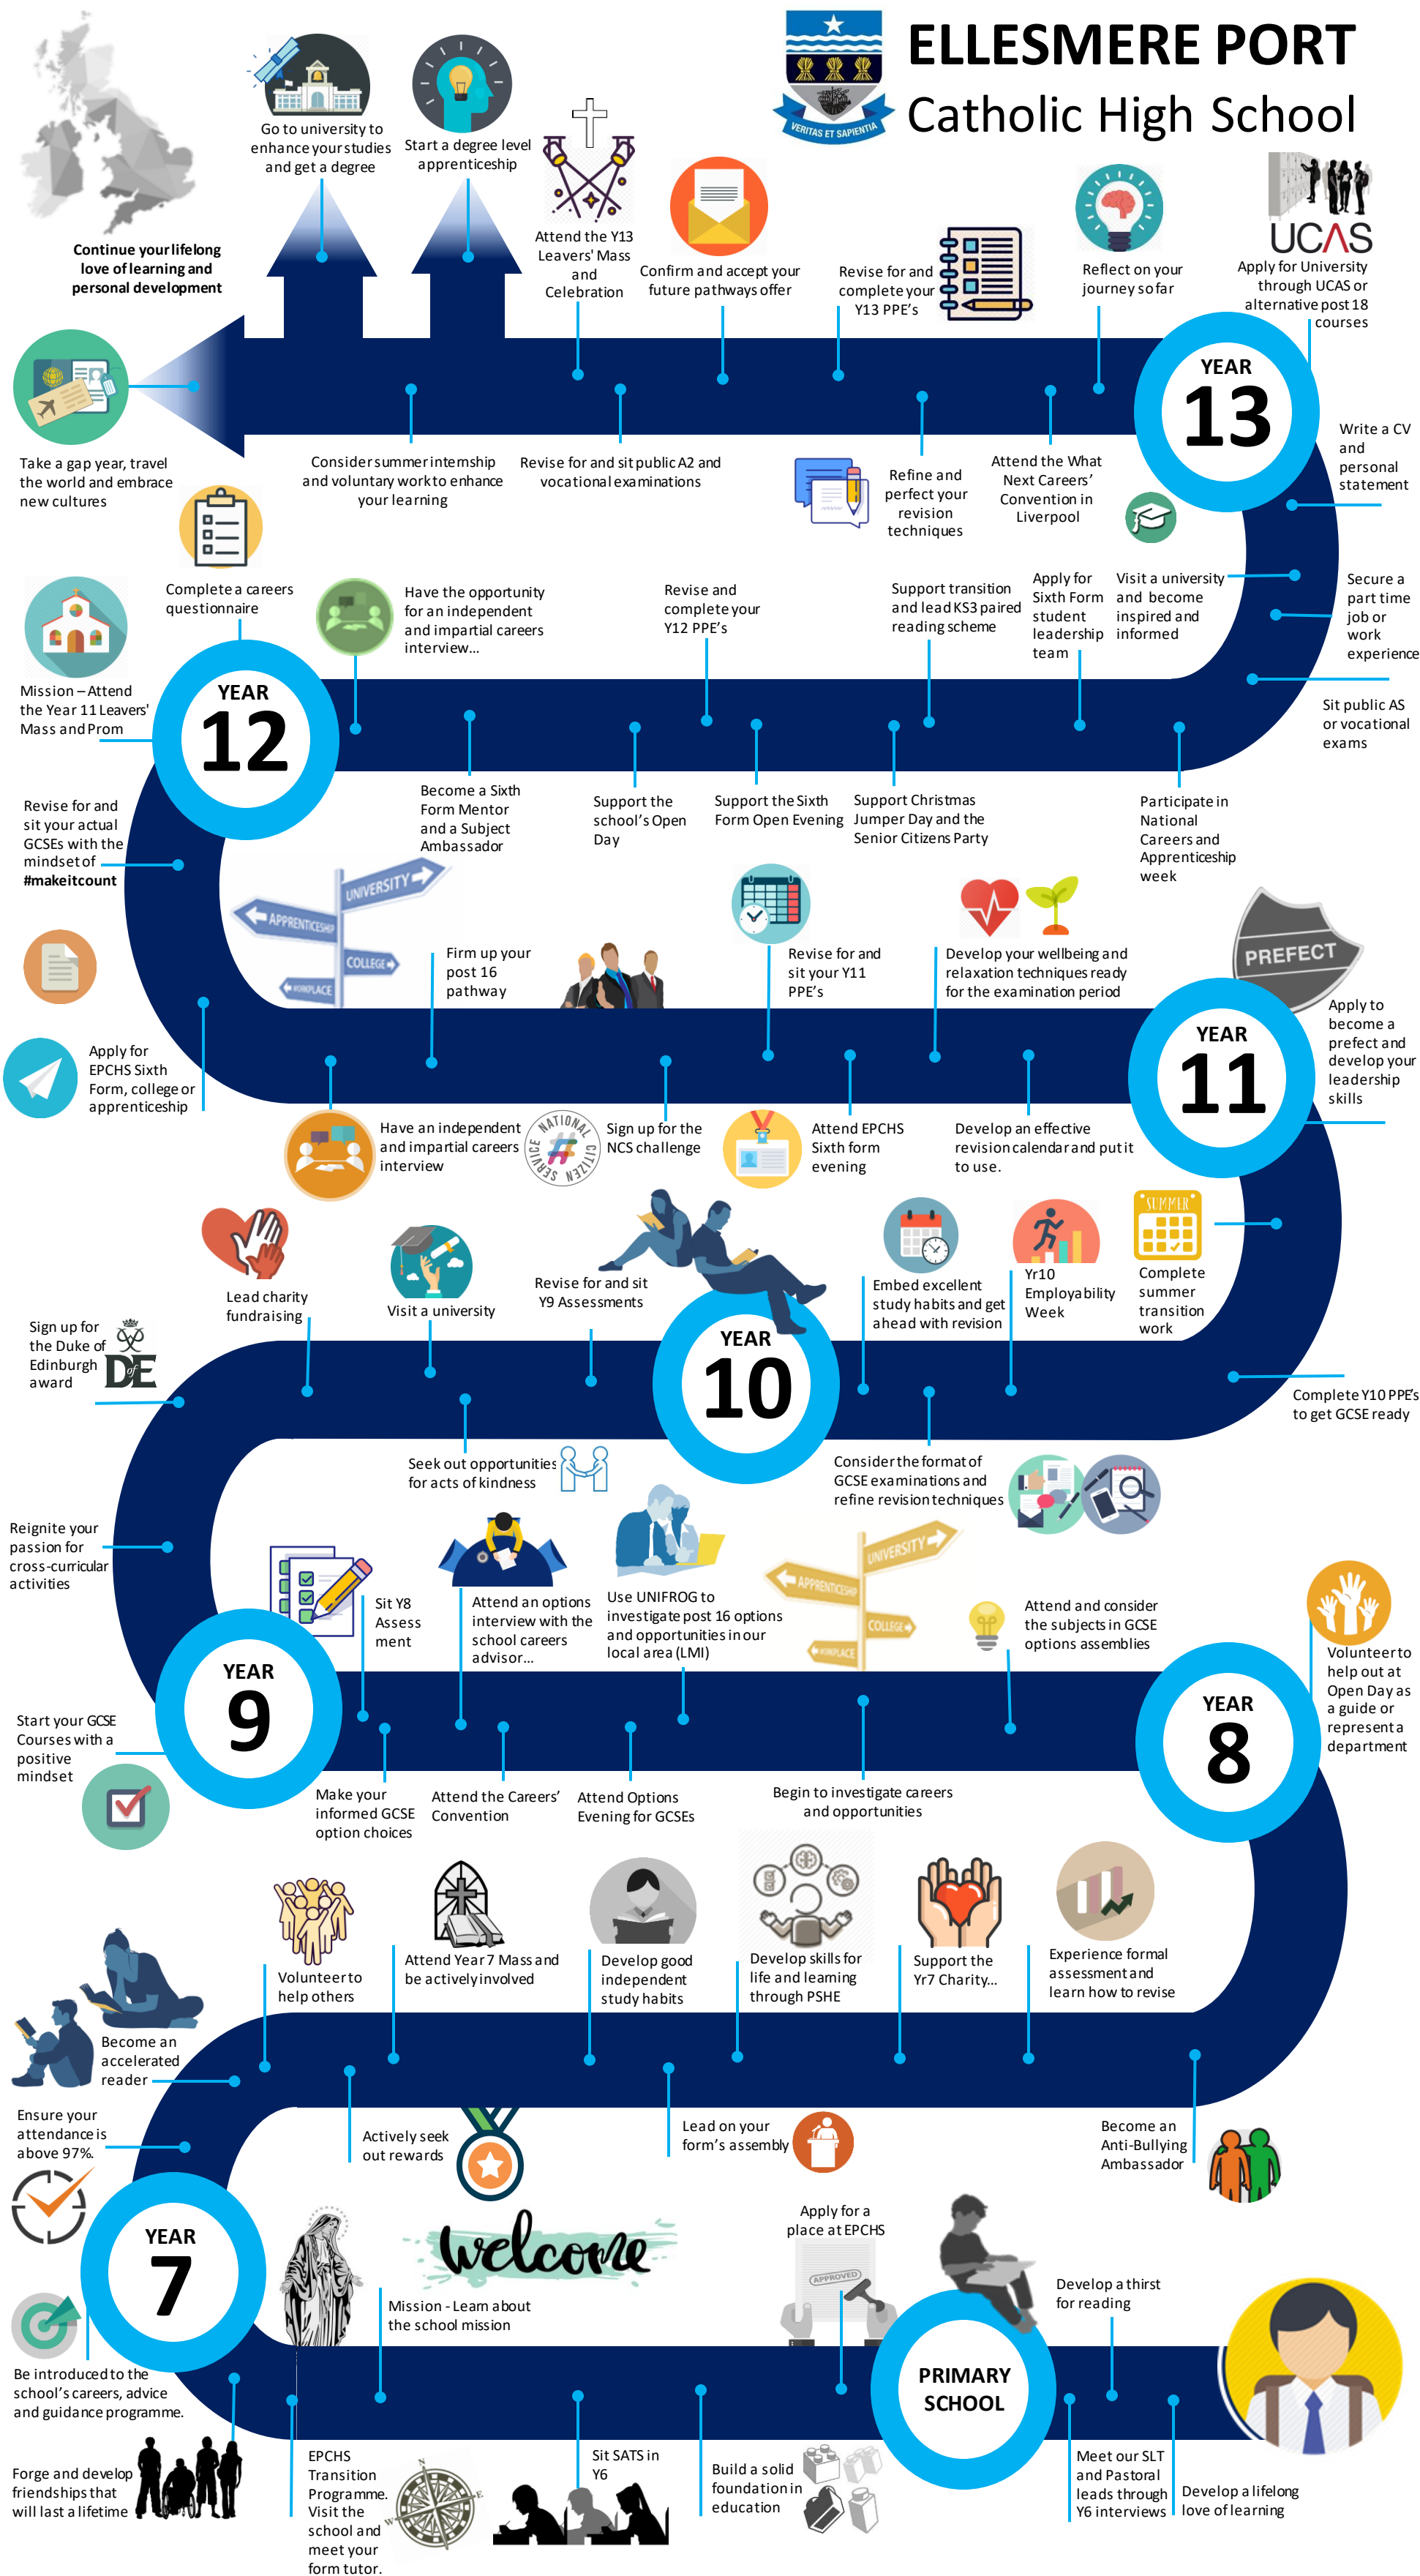 ELLESMERE PORT
Catholic High School
VERITAS ET SAPIENTIA
Go to university to
enhance your studies
and get a degree
Start a degree level
apprenticeship
Continue your lifelong
love of learning and
personal development
Attend the Y13
Leavers' Mass
and
Celebration
Confirm and accept your
future pathways offer
Revise for and
complete your
Y13 PPE's
Reflect on your
journey so far
UCAS
Apply for University
through UCAS or
alternative post 18
courses
YEAR
13
Take a gap year, travel
the world and embrace
new cultures
Consider summer internship
and voluntary work to enhance
your learning
Revise for and sit public A2 and
vocational examinations
Refine and
perfect your
revision
techniques
Attend the What
Next Careers'
Convention in
Liverpool
Write a CV
and
personal
statement
Complete a careers
questionnaire
Have the opportunity
for an independent
and impartial careers
interview...
Revise and
complete your
Y12 PPE's
Support transition
and lead KS3 paired
reading scheme
Apply for
Sixth Form
student
leadership
team
Visit a university
and become
inspired and
informed
Secure a
part time
job or
work
experience
Sit public AS
or vocational
exams
Mission – Attend
the Year 11 Leavers'
Mass and Prom
YEAR
12
Become a Sixth
Form Mentor
and a Subject
Ambassador
Support the
school's Open
Day
Support the Sixth
Form Open Evening
Support Christmas
Jumper Day and the
Senior Citizens Party
Participate in
National
Careers and
Apprenticeship
week
Revise for and
sit your actual
GCSEs with the
mindset of
#makeitcount
UNIVERSITY
APPRENTICESHIP
COLLEGE
WORKPLACE
Firm up your
post 16
pathway
Revise for and
sit your Y11
PPE's
Develop your wellbeing and
relaxation techniques ready
for the examination period
PREFECT
Apply to
become a
prefect and
develop your
leadership
skills
YEAR
11
Apply for
EPCHS Sixth
Form, college or
apprenticeship
Have an independent
and impartial careers
interview
NATIONAL CITIZEN SERVICE
Sign up for the
NCS challenge
Attend EPCHS
Sixth form
evening
Develop an effective
revision calendar and put it
to use.
Lead charity
fundraising
Visit a university
Revise for and sit
Y9 Assessments
Embed excellent
study habits and get
ahead with revision
Yr10
Employability
Week
SUMMER
Complete
summer
transition
work
Sign up for
the Duke of
Edinburgh
award
DofE
YEAR
10
Complete Y10 PPE's
to get GCSE ready
Seek out opportunities
for acts of kindness
Consider the format of
GCSE examinations and
refine revision techniques
Reignite your
passion for
cross-curricular
activities
Sit Y8
Assess
ment
Attend an options
interview with the
school careers
advisor...
Use UNIFROG to
investigate post 16 options
and opportunities in our
local area (LMI)
UNIVERSITY
APPRENTICESHIP
COLLEGE
WORKPLACE
Attend and consider
the subjects in GCSE
options assemblies
Volunteer to
help out at
Open Day as
a guide or
represent a
department
YEAR
9
YEAR
8
Start your GCSE
Courses with a
positive
mindset
Make your
informed GCSE
option choices
Attend the Careers'
Convention
Attend Options
Evening for GCSEs
Begin to investigate careers
and opportunities
Volunteer to
help others
Attend Year 7 Mass and
be actively involved
Develop good
independent
study habits
Develop skills for
life and learning
through PSHE
Support the
Yr7 Charity...
Experience formal
assessment and
learn how to revise
Become an
accelerated
reader
Ensure your
attendance is
above 97%.
Actively seek
out rewards
Lead on your
form's assembly
Become an
Anti-Bullying
Ambassador
YEAR
7
welcome
Apply for a
place at EPCHS
APPROVED
Mission - Learn about
the school mission
Develop a thirst
for reading
PRIMARY
SCHOOL
Be introduced to the
school's careers, advice
and guidance programme.
Forge and develop
friendships that
will last a lifetime
EPCHS
Transition
Programme.
Visit the
school and
meet your
form tutor.
N
E
W
Sit SATS in
Y6
Build a solid
foundation in
education
Meet our SLT
and Pastoral
leads through
Y6 interviews
Develop a lifelong
love of learning